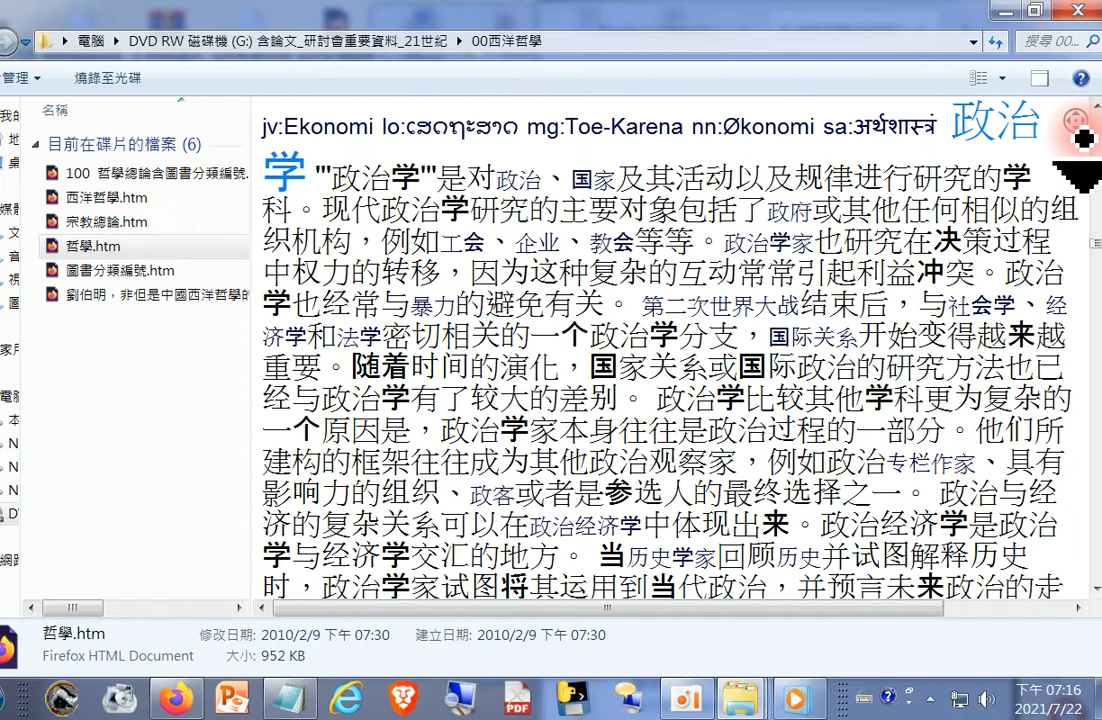 電腦 ▸ DVD RW 磁碟機 (G:) 含論文_研討會重要資料_21世紀 ▸ 00西洋哲學
搜尋 00...
管理 燒錄至光碟
名稱
目前在碟片的檔案 (6)
100 哲學總論含圖書分類編號.
西洋哲學.htm
宗教總論.htm
哲學.htm
圖書分類編號.htm
劉伯明，非但是中國西洋哲學的
jv:Ekonomi lo:ເສດຖະສາດ mg:Toe-Karena nn:Økonomi sa:अर्थशास्त्रं 政治
学 '''政治学'''是对政治、国家及其活动以及规律进行研究的学
科。现代政治学研究的主要对象包括了政府或其他任何相似的组
织机构，例如工会、企业、教会等等。政治学家也研究在决策过程
中权力的转移，因为这种复杂的互动常常引起利益冲突。政治
学也经常与暴力的避免有关。 第二次世界大战结束后，与社会学、经
济学和法学密切相关的一个政治学分支，国际关系开始变得越来越
重要。随着时间的演化，国家关系或国际政治的研究方法也已
经与政治学有了较大的差别。 政治学比较其他学科更为复杂的
一个原因是，政治学家本身往往是政治过程的一部分。他们所
建构的框架往往成为其他政治观察家，例如政治专栏作家、具有
影响力的组织、政客或者是参选人的最终选择之一。 政治与经
济的复杂关系可以在政治经济学中体现出来。政治经济学是政治
学与经济学交汇的地方。 当历史学家回顾历史并试图解释历史
时，政治学家试图将其运用到当代政治，并预言未来政治的走
哲學.htm 修改日期: 2010/2/9 下午 07:30 建立日期: 2010/2/9 下午 07:30
Firefox HTML Document 大小: 952 KB
下午 07:16
2021/7/22